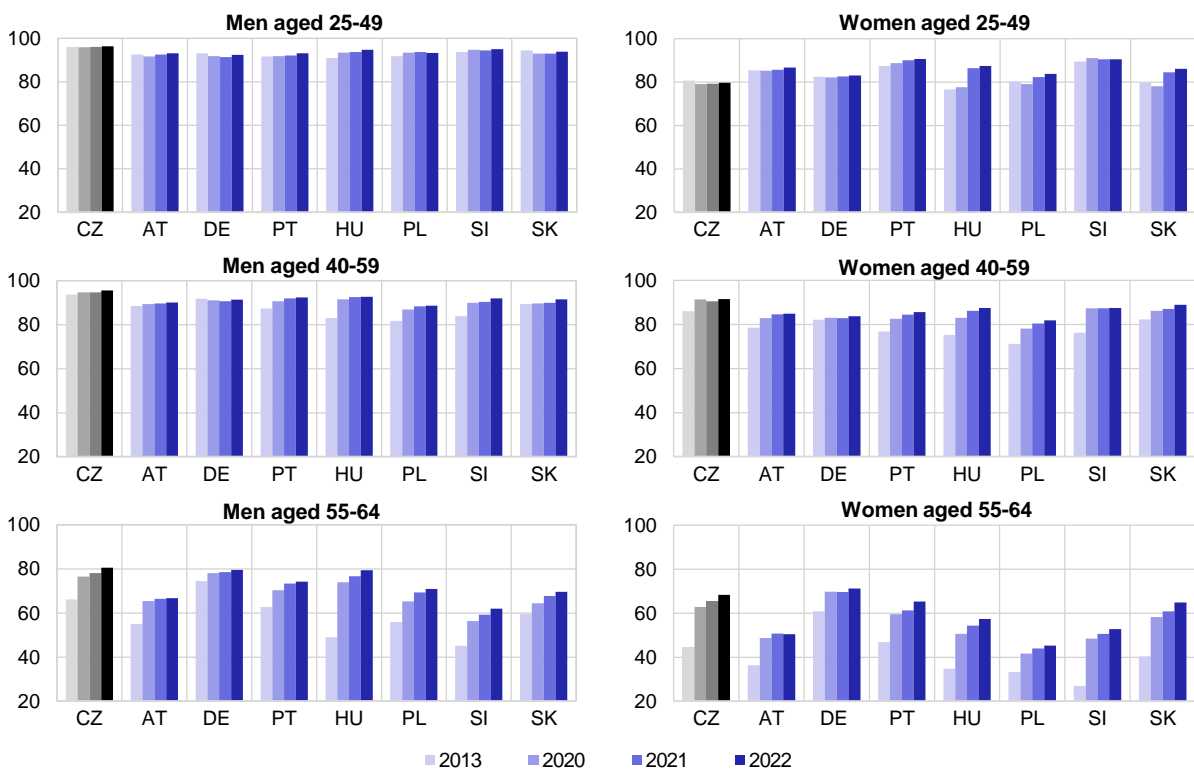 Men aged 25-49
100
80
60
40
20
CZ AT DE PT HU PL SI SK
Women aged 25-49
100
80
60
40
20
CZ AT DE PT HU PL SI SK
Men aged 40-59
100
80
60
40
20
CZ AT DE PT HU PL SI SK
Women aged 40-59
100
80
60
40
20
CZ AT DE PT HU PL SI SK
Men aged 55-64
100
80
60
40
20
CZ AT DE PT HU PL SI SK
Women aged 55-64
100
80
60
40
20
CZ AT DE PT HU PL SI SK
2013 2020 2021 2022